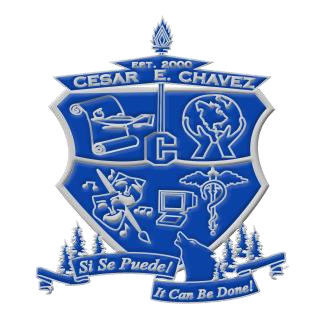 EST. 2000
CESAR E. CHAVEZ
C
Si Se Puede!
It Can Be Done!